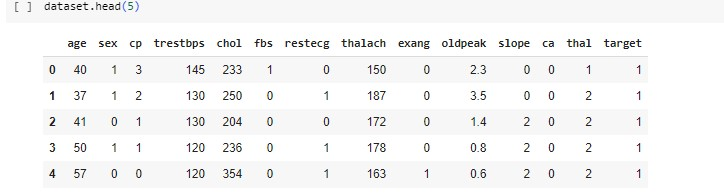 [ ] dataset.head(5)
age sex cp trestbps chol fbs restecg thalach exang oldpeak slope ca thal target
0 40 1 3 145 233 1 0 150 0 2.3 0 0 1 1
1 37 1 2 130 250 0 1 187 0 3.5 0 0 2 1
2 41 0 1 130 204 0 0 172 0 1.4 2 0 2 1
3 50 1 1 120 236 0 1 178 0 0.8 2 0 2 1
4 57 0 0 120 354 0 1 163 1 0.6 2 0 2 1